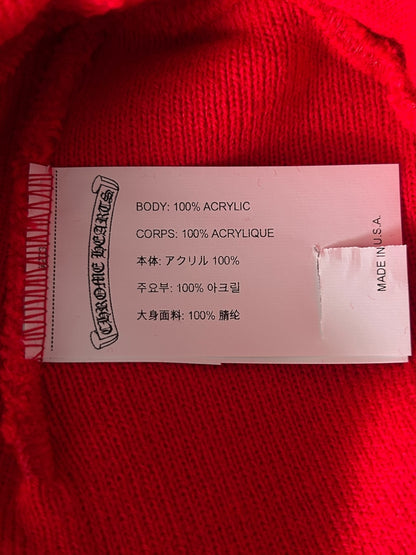 CHROME HEARTS
BODY: 100% ACRYLIC
CORPS: 100% ACRYLIQUE
本体: アクリル 100%
주요부: 100% 아크릴
大身面料: 100% 腈纶
MADE IN U.S.A.